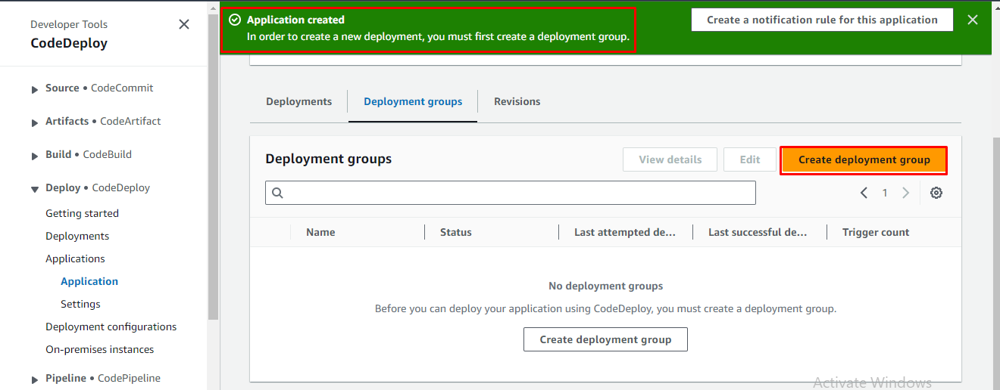 Developer Tools
CodeDeploy
Source • CodeCommit
Artifacts • CodeArtifact
Build • CodeBuild
Deploy • CodeDeploy
Getting started
Deployments
Applications
Application
Settings
Deployment configurations
On-premises instances
Pipeline • CodePipeline
Application created
In order to create a new deployment, you must first create a deployment group.
Create a notification rule for this application
Deployments
Deployment groups
Revisions
Deployment groups
View details
Edit
Create deployment group
1
Name
Status
Last attempted de...
Last successful de...
Trigger count
No deployment groups
Before you can deploy your application using CodeDeploy, you must create a deployment group.
Create deployment group
Activate Windows